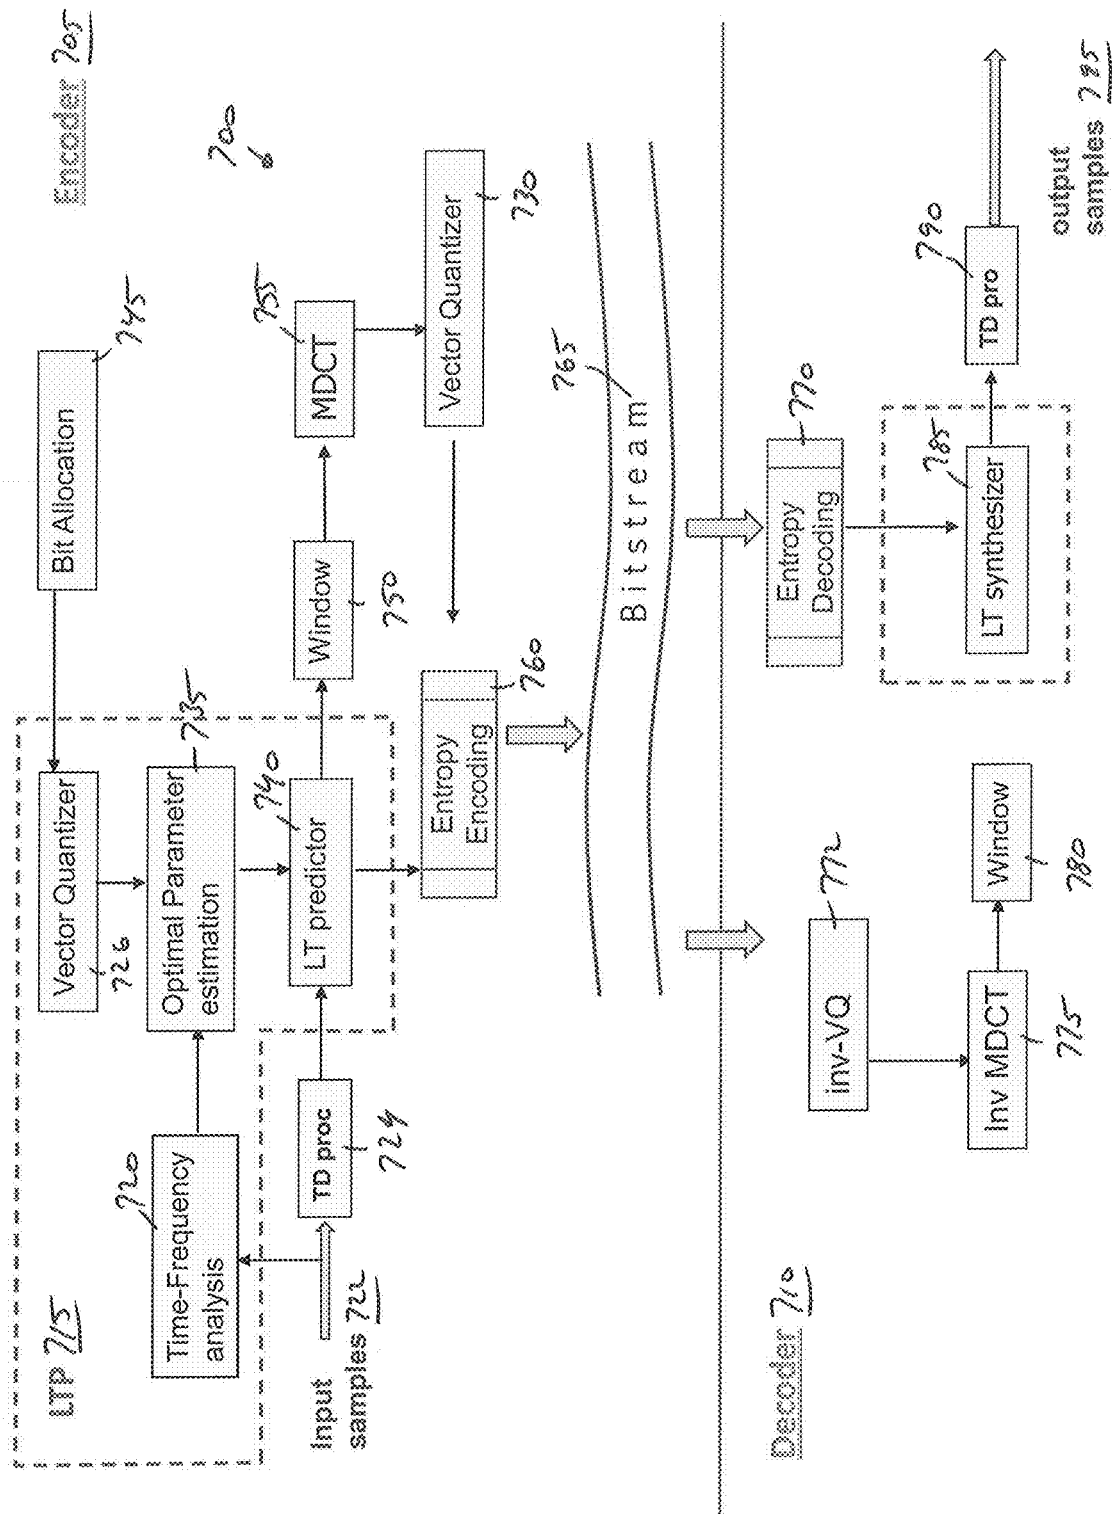 Encoder 705
700
Bit Allocation
745
LTP 715
Vector Quantizer
726
Optimal Parameter
estimation
735
Time-Frequency
analysis
720
Input
samples 722
TD proc
724
LT predictor
740
Window
750
MDCT
755
Vector Quantizer
730
Entropy
Encoding
760
Bitstream
765
Decoder 710
inv-VQ
772
Inv MDCT
775
Window
780
Entropy
Decoding
770
LT synthesizer
785
TD pro
790
output
samples 795